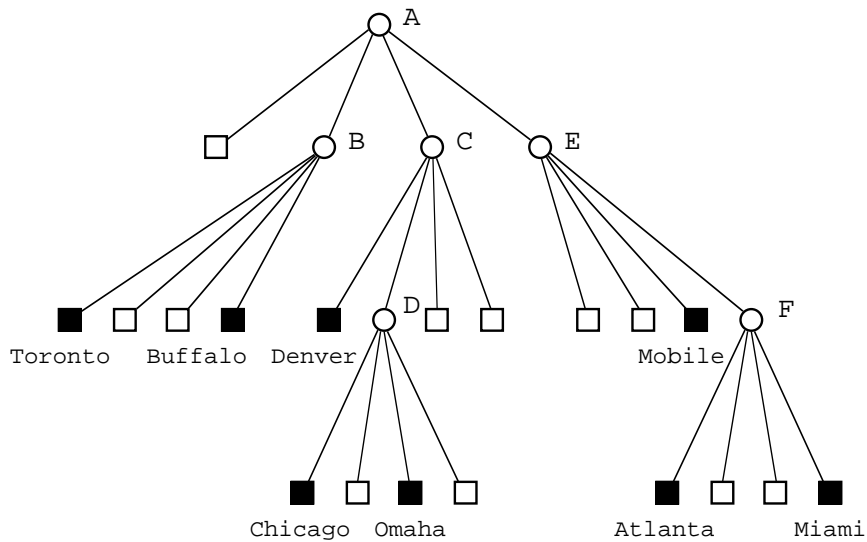 A
B
C
E
D
F
Toronto Buffalo Denver Mobile
Chicago Omaha Atlanta Miami